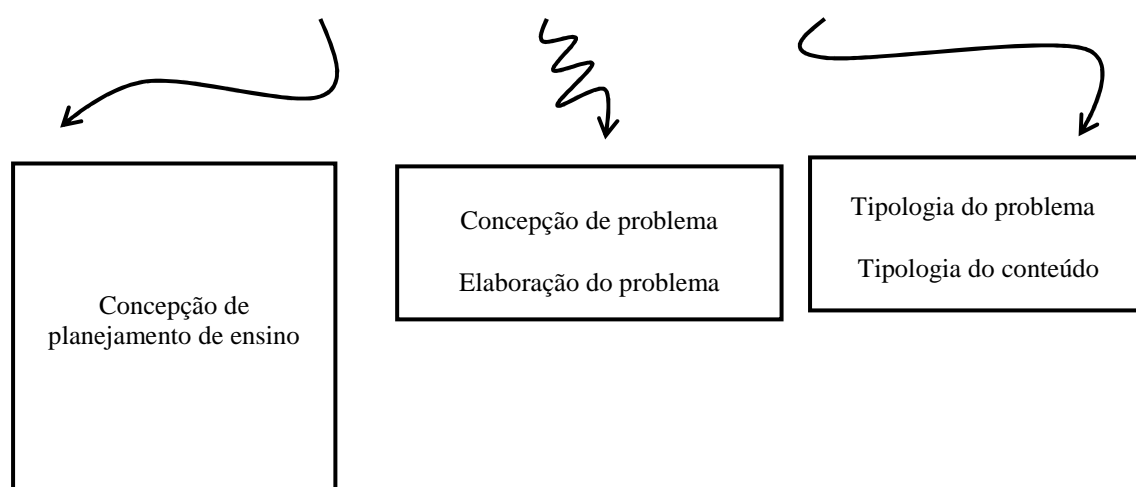 Concepção de
planejamento de ensino
Concepção de problema
Elaboração do problema
Tipologia do problema
Tipologia do conteúdo